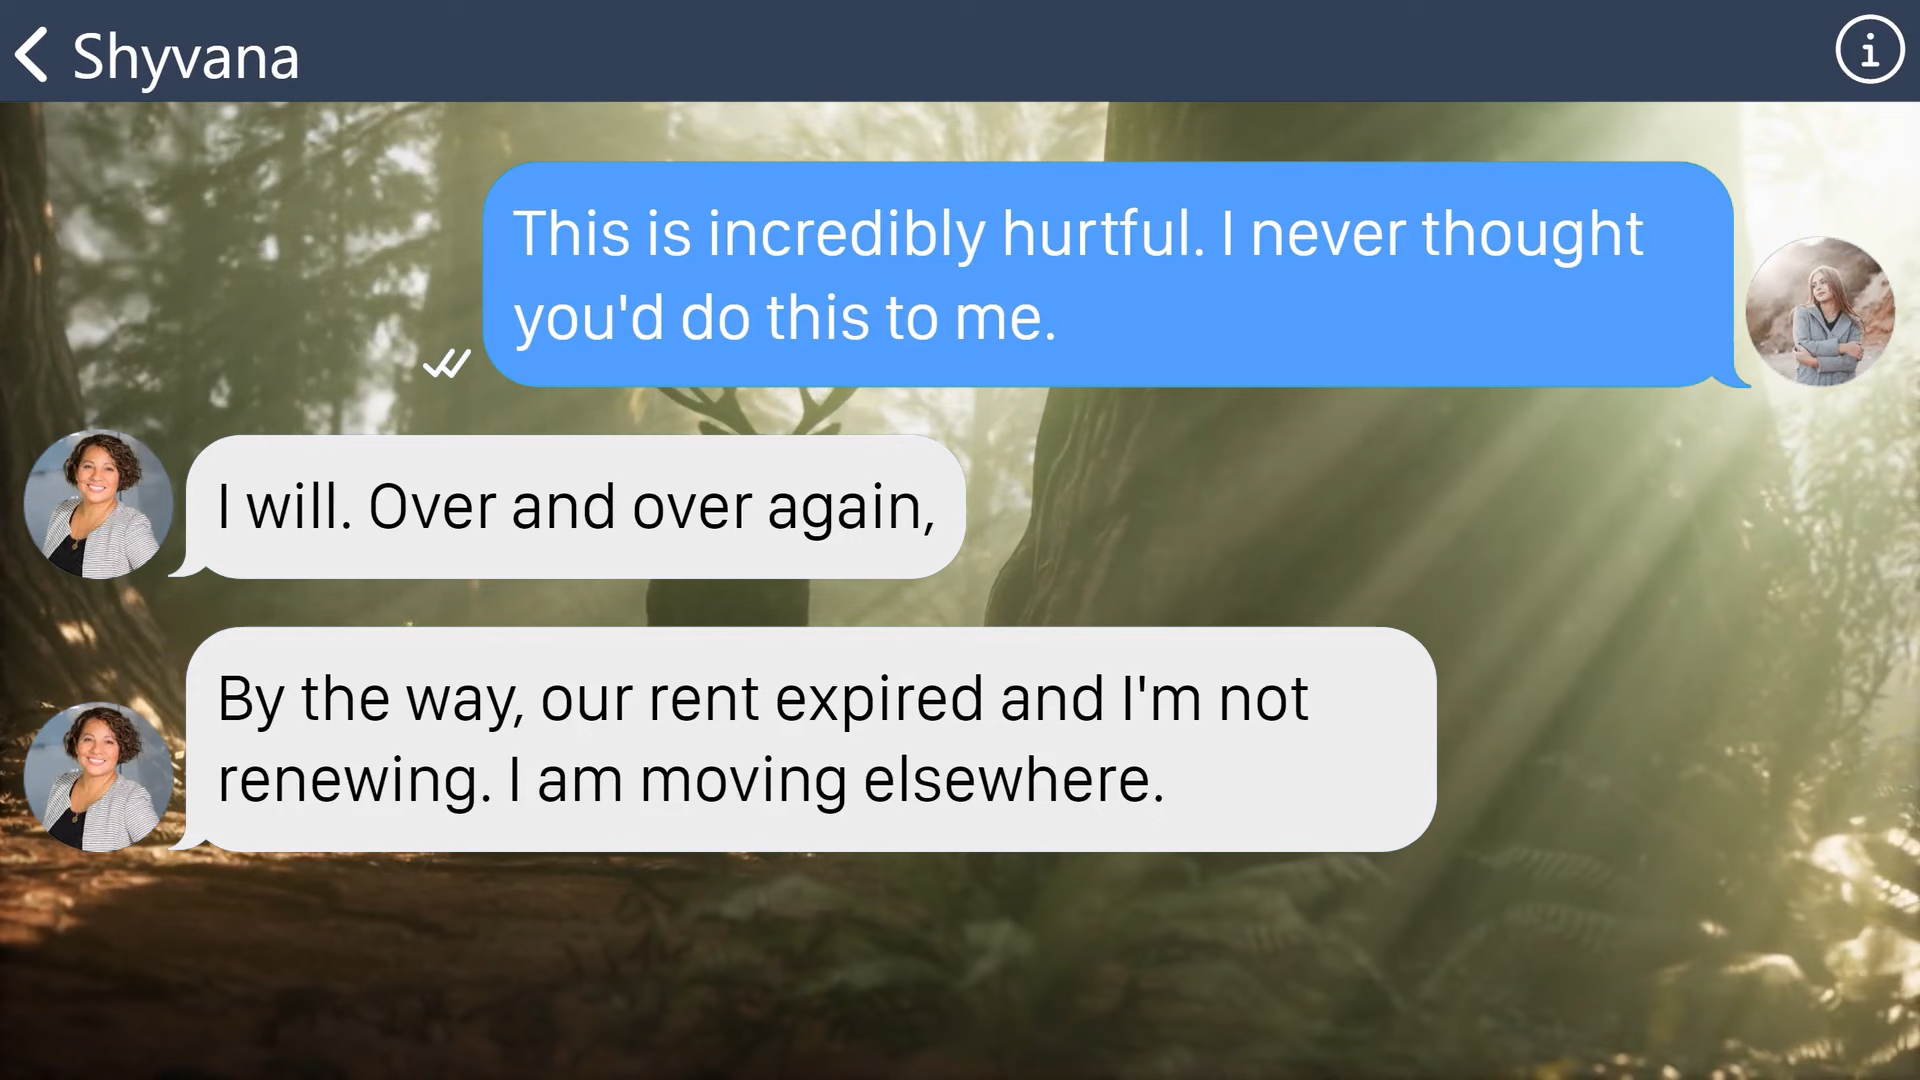 Shyvana
This is incredibly hurtful. I never thought
you'd do this to me.
I will. Over and over again,
By the way, our rent expired and I'm not
renewing. I am moving elsewhere.